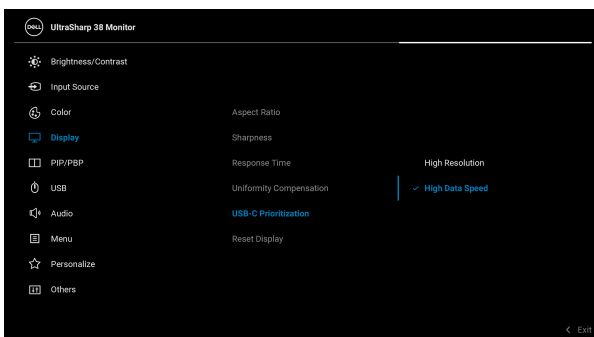 DELL UltraSharp 38 Monitor
Brightness/Contrast
Input Source
Color
Aspect Ratio
Display
Sharpness
PIP/PBP
Response Time
High Resolution
USB
Uniformity Compensation
High Data Speed
Audio
USB-C Prioritization
Menu
Reset Display
Personalize
Others
Exit